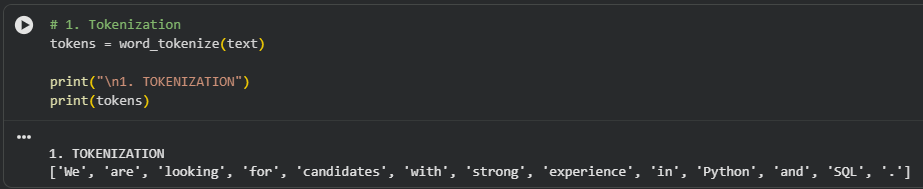 # 1. Tokenization
tokens = word_tokenize(text)
print("\n1. TOKENIZATION")
print(tokens)
1. TOKENIZATION
['We', 'are', 'looking', 'for', 'candidates', 'with', 'strong', 'experience', 'in', 'Python', 'and', 'SQL', '.']